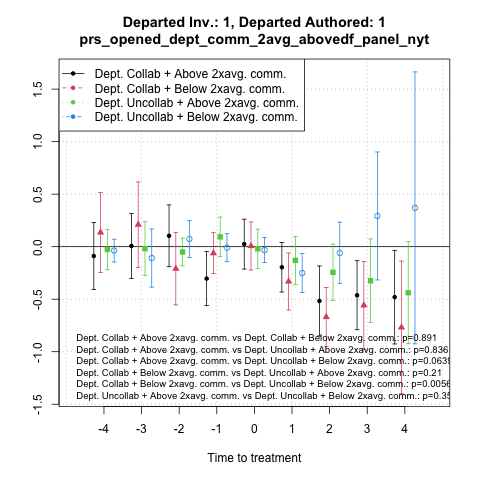 Departed Inv.: 1, Departed Authored: 1
prs_opened_dept_comm_2avg_abovedf_panel_nyt
Dept. Collab + Above 2xavg. comm.
Dept. Collab + Below 2xavg. comm.
Dept. Uncollab + Above 2xavg. comm.
Dept. Uncollab + Below 2xavg. comm.
1.5
1.0
0.5
0.0
-0.5
-1.0
-1.5
Dept. Collab + Above 2xavg. comm. vs Dept. Collab + Below 2xavg. comm.: p=0.891
Dept. Collab + Above 2xavg. comm. vs Dept. Uncollab + Above 2xavg. comm.: p=0.836
Dept. Collab + Above 2xavg. comm. vs Dept. Uncollab + Below 2xavg. comm.: p=0.063
Dept. Collab + Below 2xavg. comm. vs Dept. Uncollab + Above 2xavg. comm.: p=0.21
Dept. Collab + Below 2xavg. comm. vs Dept. Uncollab + Below 2xavg. comm.: p=0.005
Dept. Uncollab + Above 2xavg. comm. vs Dept. Uncollab + Below 2xavg. comm.: p=0.3
-4 -3 -2 -1 0 1 2 3 4
Time to treatment